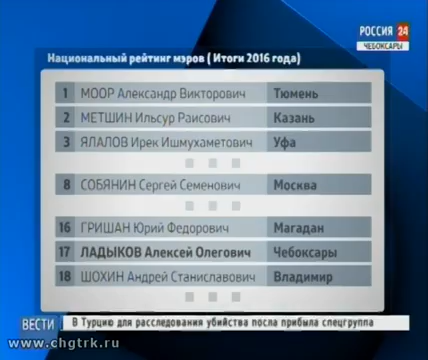 РОССИЯ 24
ЧЕБОКСАРЫ
Национальный рейтинг мэров ( Итоги 2016 года)
1 МООР Александр Викторович Тюмень
2 МЕТШИН Ильсур Раисович Казань
3 ЯЛАЛОВ Ирек Ишмухаметович Уфа
8 СОБЯНИН Сергей Семенович Москва
16 ГРИШАН Юрий Федорович Магадан
17 ЛАДЫКОВ Алексей Олегович Чебоксары
18 ШОХИН Андрей Станиславович Владимир
ВЕСТИ В Турцию для расследования убийства посла прибыла спецгруппа
www.chgtrk.ru